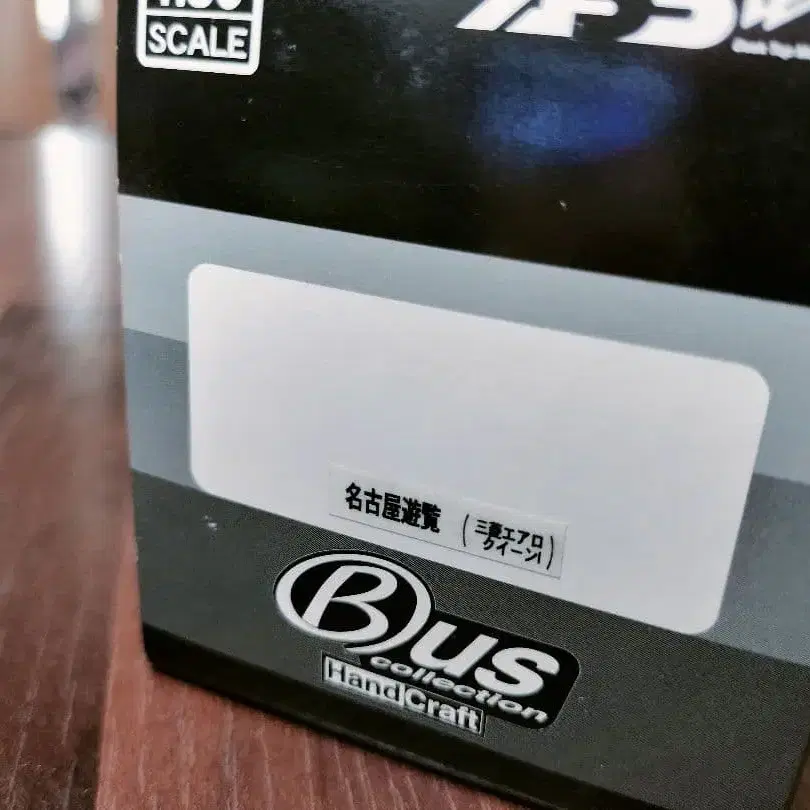 SCALE
名古屋遊覧 (三菱エアロ
クイーンI)
Bus
collection
HandCraft